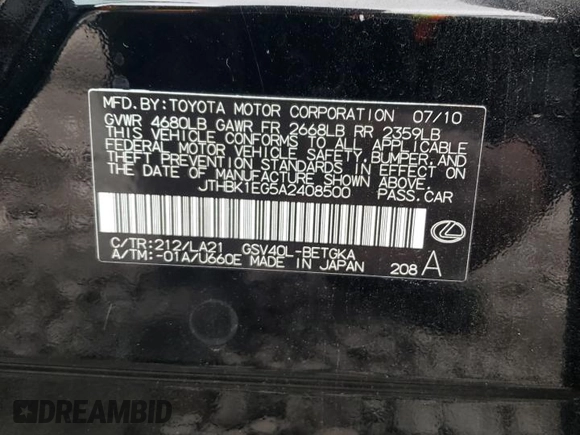 MFD. BY: TOYOTA MOTOR CORPORATION 07/10
GVWR 4680LB GAWR FR 2668LB RR 2359LB
THIS VEHICLE CONFORMS TO ALL APPLICABLE
FEDERAL MOTOR VEHICLE SAFETY, BUMPER, AND
THEFT PREVENTION STANDARDS IN EFFECT ON
THE DATE OF MANUFACTURE SHOWN ABOVE.
JTHBK1EG5A2408500 PASS.CAR
C/TR:212/LA21 GSV40L-BETGKA
A/TM:-01A/U660E MADE IN JAPAN 208 A
DREAMBID